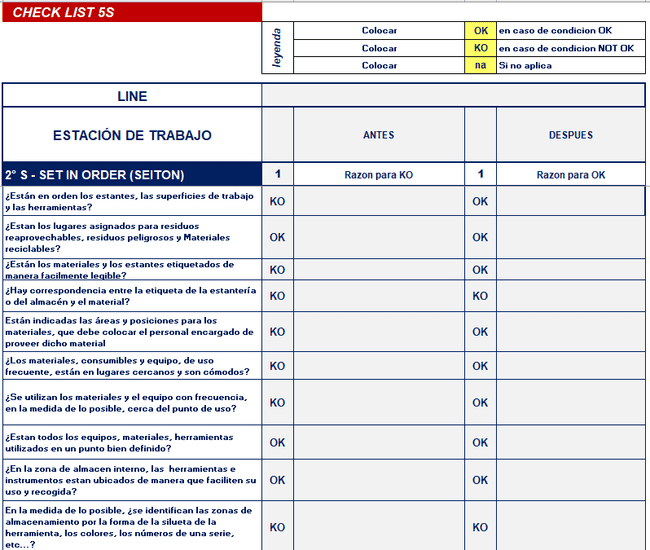 CHECK LIST 5S
leyenda
Colocar OK en caso de condicion OK
Colocar KO en caso de condicion NOT OK
Colocar na Si no aplica
LINE
ESTACIÓN DE TRABAJO ANTES DESPUES
2° S - SET IN ORDER (SEITON) 1 Razon para KO 1 Razon para OK
¿Están en orden los estantes, las superficies de trabajo
y las herramientas?
KO OK
¿Estan los lugares asignados para residuos
reaprovechables, residuos peligrosos y Materiales
reciclables?
OK OK
¿Están los materiales y los estantes etiquetados de
manera facilmente legible?
KO OK
¿Hay correspondencia entre la etiqueta de la estantería
o del almacén y el material?
KO KO
Están indicadas las áreas y posiciones para los
materiales, que debe colocar el personal encargado de
proveer dicho material
KO OK
¿Los materiales, consumibles y equipo, de uso
frecuente, están en lugares cercanos y son cómodos?
KO OK
¿Se utilizan los materiales y el equipo con frecuencia,
en la medida de lo posible, cerca del punto de uso?
KO OK
¿Estan todos los equipos, materiales, herramientas
utilizados en un punto bien definido?
OK OK
¿En la zona de almacen interno, las herramientas e
instrumentos estan ubicados de manera que faciliten su
uso y recogida?
OK OK
En la medida de lo posible, ¿se identifican las zonas de
almacenamiento por la forma de la silueta de la
herramienta, los colores, los números de una serie,
etc...?
KO KO